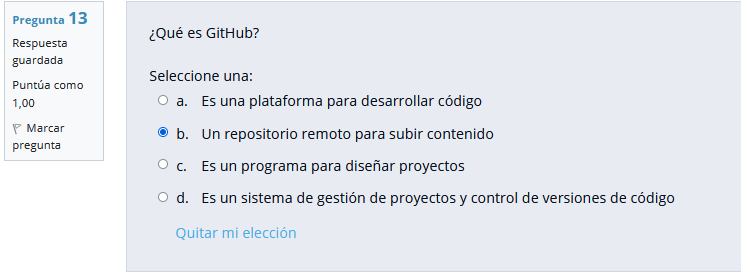 Pregunta 13
Respuesta
guardada
Puntúa como
1,00
Marcar
pregunta
¿Qué es GitHub?
Seleccione una:
a. Es una plataforma para desarrollar código
b. Un repositorio remoto para subir contenido
c. Es un programa para diseñar proyectos
d. Es un sistema de gestión de proyectos y control de versiones de código
Quitar mi elección